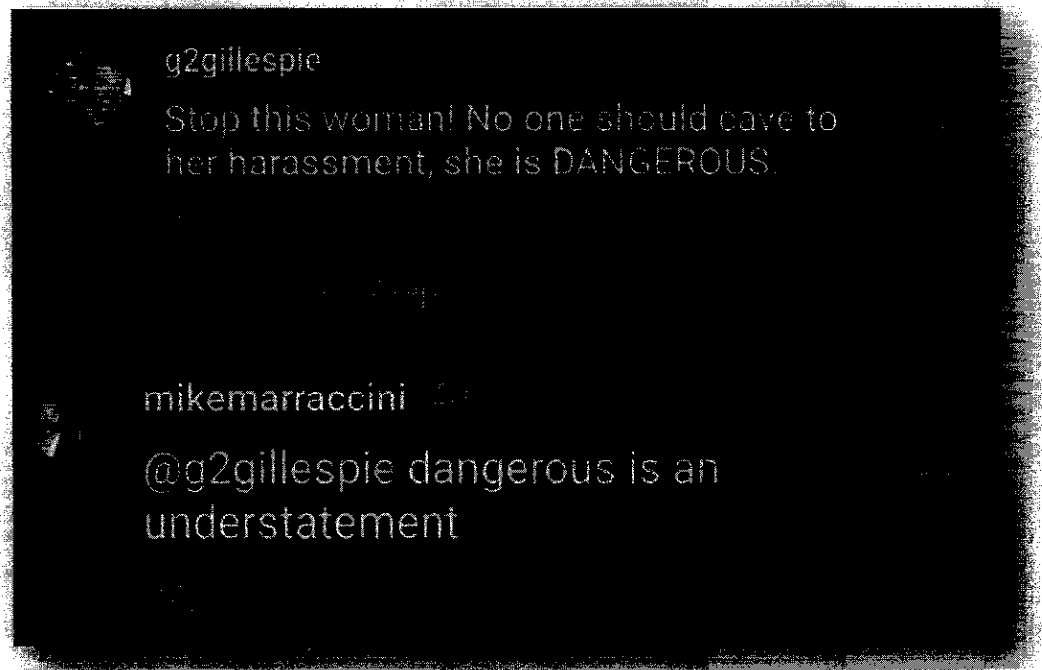 g2gillespie
Stop this woman! No one should cave to
her harassment, she is DANGEROUS.
mikemarraccini
@g2gillespie dangerous is an
understatement